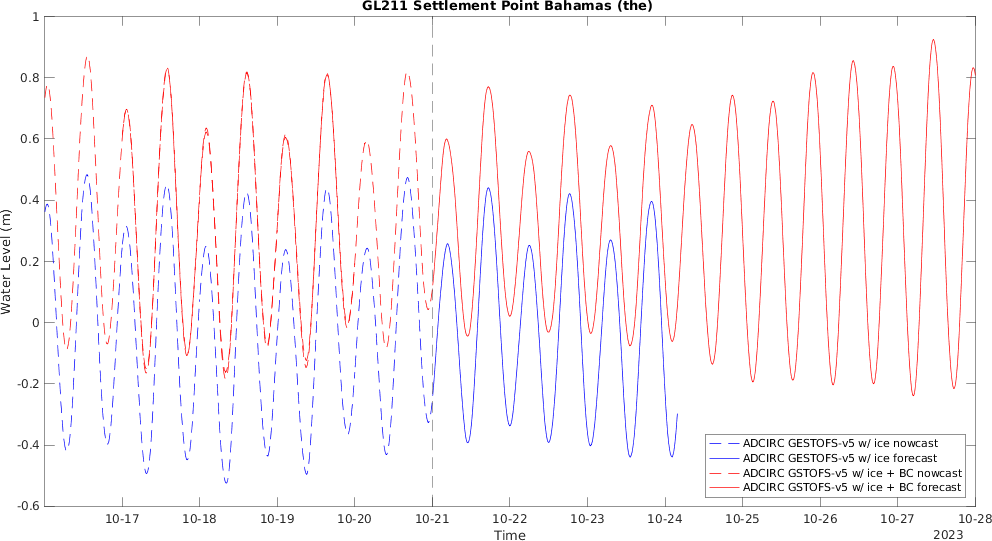 GL211 Settlement Point Bahamas (the)
1
0.8
0.6
0.4
0.2
0
-0.2
-0.4
-0.6
Water Level (m)
ADCIRC GESTOFS-v5 w/ ice nowcast
ADCIRC GESTOFS-v5 w/ ice forecast
ADCIRC GSTOFS-v5 w/ ice + BC nowcast
ADCIRC GSTOFS-v5 w/ ice + BC forecast
10-17 10-18 10-19 10-20 10-21 10-22 10-23 10-24 10-25 10-26 10-27 10-28
Time
2023